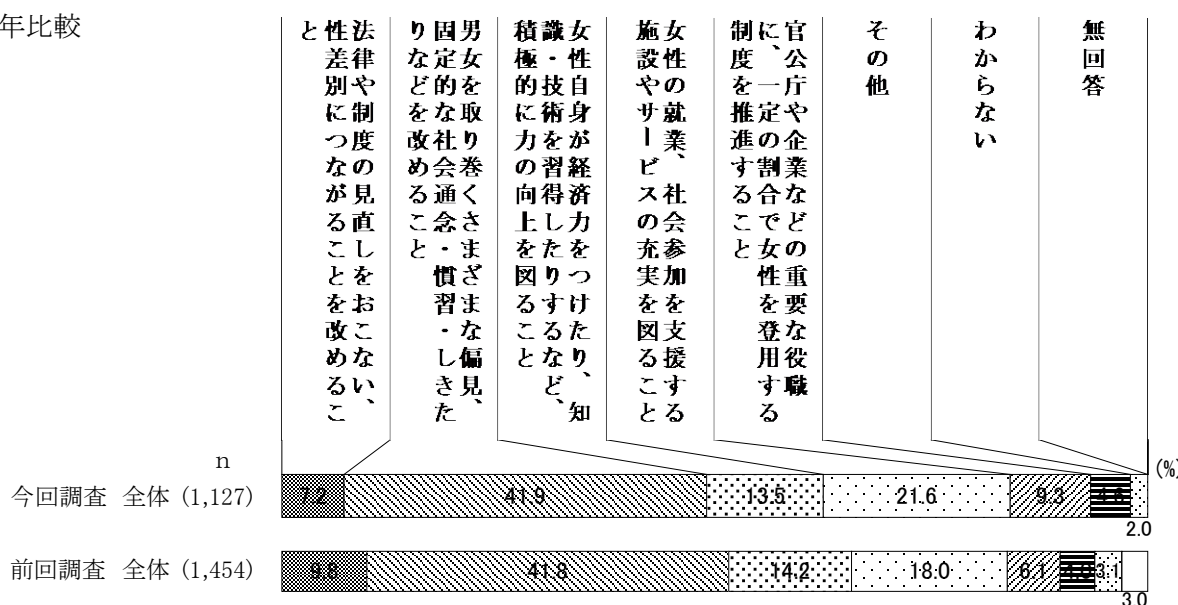 年比較
法律や制度の見直しをおこない、
性差別につながることを改めるこ
と
男女を取り巻くさまざまな偏見、
固定的な社会通念・慣習・しきた
りなどを改めること
女性自身が経済力をつけたり、知
識・技術を習得したりするなど、
積極的に力の向上を図ること
女性の就業、社会参加を支援する
施設やサービスの充実を図ること
官公庁や企業などの重要な役職
に、一定の割合で女性を登用する
制度を推進すること
その他
わからない
無回答
n
(%)
今回調査 全体 (1,127) 7.2 41.9 13.5 21.6 9.3 4.6
2.0
前回調査 全体 (1,454) 9.8 41.8 14.2 18.0 6.1 4.0 3.1
3.0